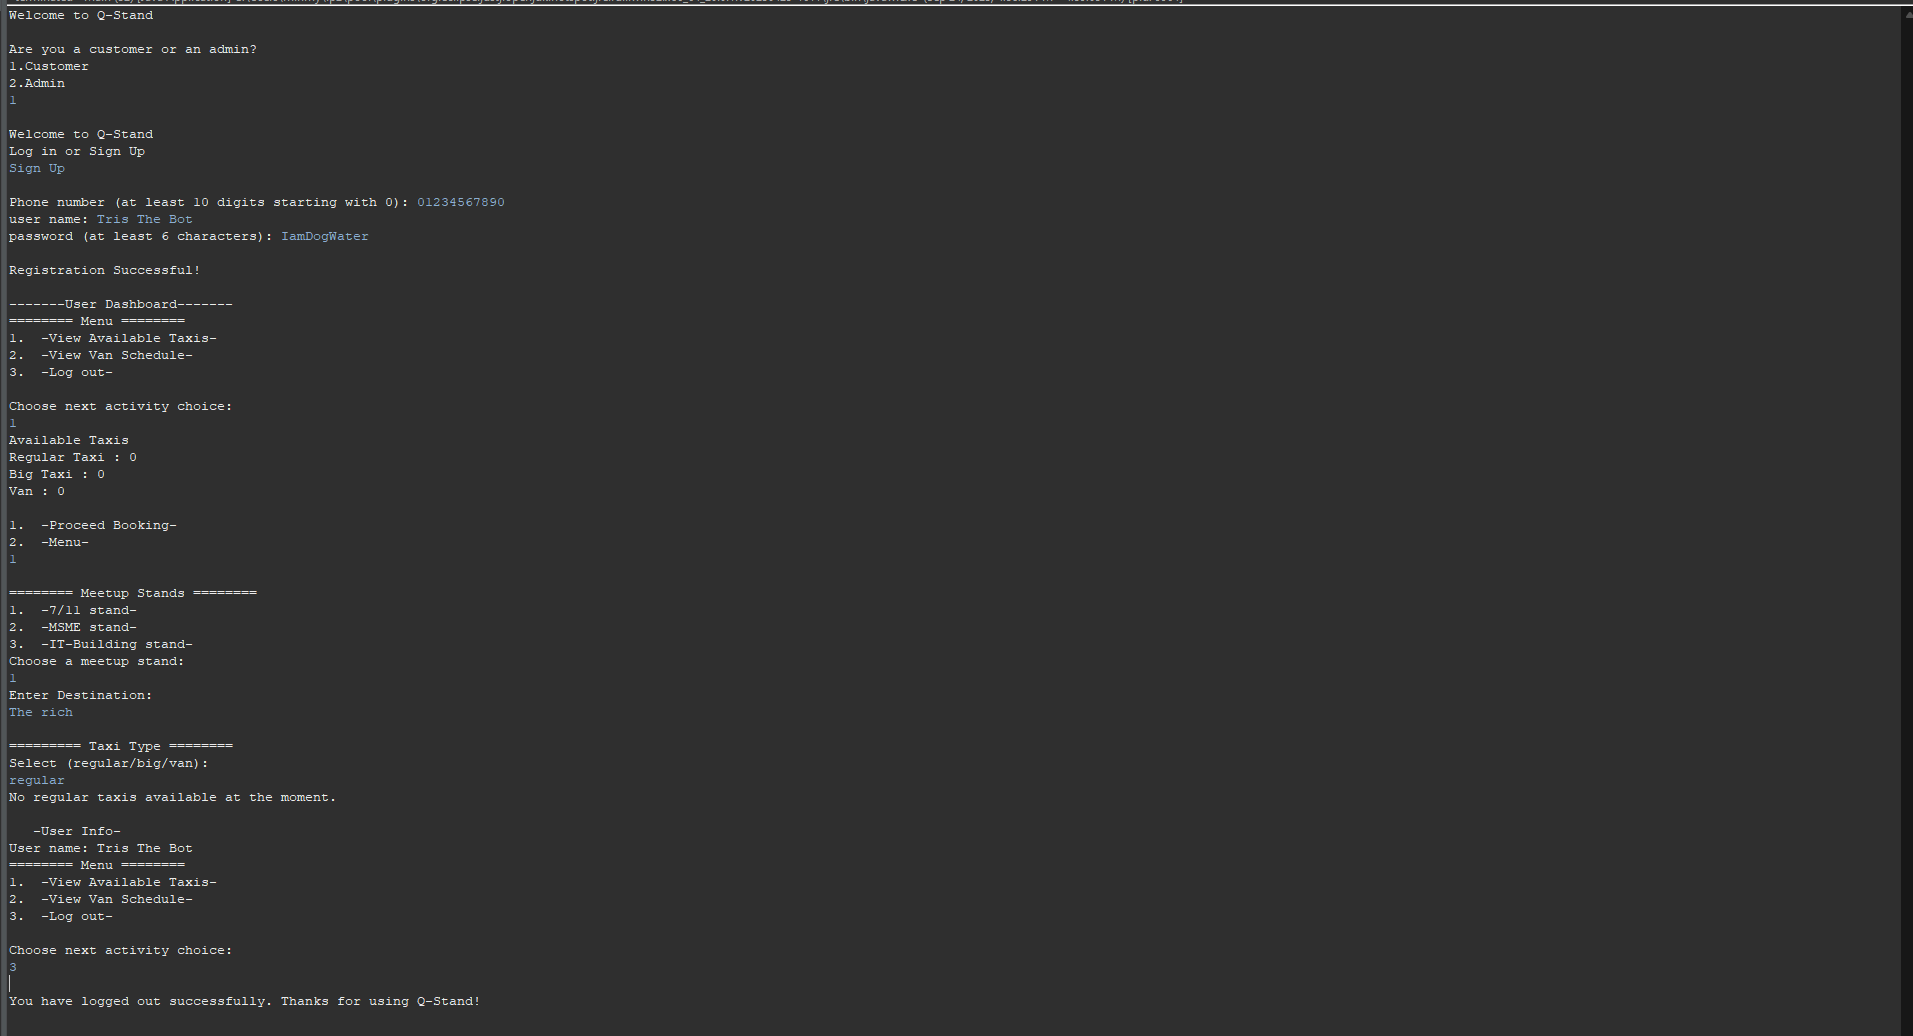 Welcome to Q-Stand
Are you a customer or an admin?
1.Customer
2.Admin
1
Welcome to Q-Stand
Log in or Sign Up
Sign Up
Phone number (at least 10 digits starting with 0): 01234567890
user name: Tris The Bot
password (at least 6 characters): IamDogWater
Registration Successful!
-------User Dashboard-------
======== Menu ========
1.  -View Available Taxis-
2.  -View Van Schedule-
3.  -Log out-
Choose next activity choice:
1
Available Taxis
Regular Taxi : 0
Big Taxi : 0
Van : 0
1.  -Proceed Booking-
2.  -Menu-
1
======== Meetup Stands ========
1.  -7/11 stand-
2.  -MSME stand-
3.  -IT-Building stand-
Choose a meetup stand:
1
Enter Destination:
The rich
========= Taxi Type ========
Select (regular/big/van):
regular
No regular taxis available at the moment.
   -User Info-
User name: Tris The Bot
======== Menu ========
1.  -View Available Taxis-
2.  -View Van Schedule-
3.  -Log out-
Choose next activity choice:
3
You have logged out successfully. Thanks for using Q-Stand!